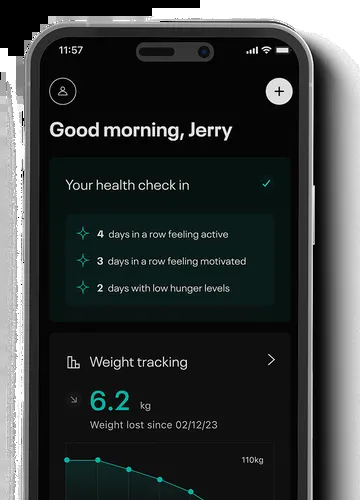 11:57
Good morning, Jerry
Your health check in
4 days in a row feeling active
3 days in a row feeling motivated
2 days with low hunger levels
Weight tracking
6.2 kg
Weight lost since 02/12/23
110kg